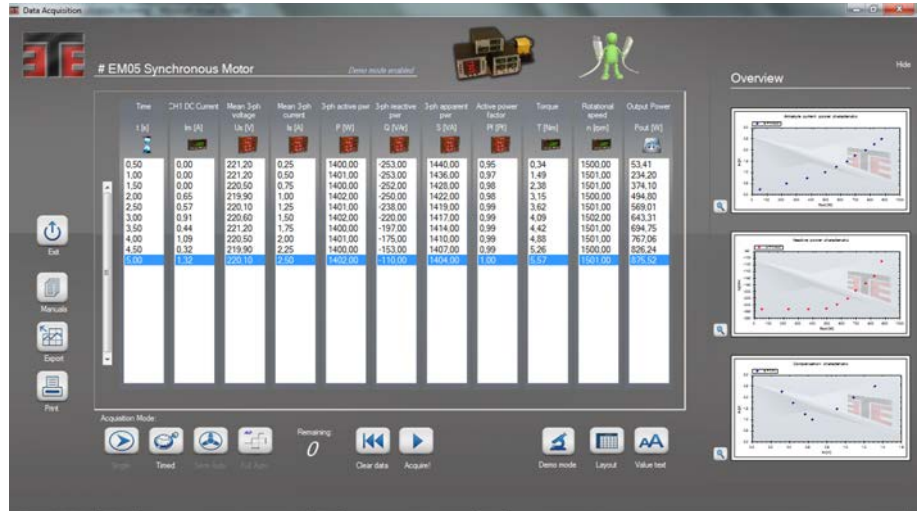 Data Acquisition
Hide
# EM05 Synchronous Motor
Demo mode enabled!
Overview
Time CH1 DC Current Mean 3-ph voltage Mean 3-ph current 3-ph active pwr 3-ph reactive pwr 3-ph apparent pwr Active power factor Torque Rotational speed Output Power
t [s] Im [A] Us [V] Is [A] P [W] Q [VAr] S [VA] Pf [Pf] T [Nm] n [rpm] Pout [W]
0,50 0,00 221,20 0,25 1400,00 -253,00 1440,00 0,95 0,34 1500,00 53,41
1,00 0,00 221,20 0,50 1401,00 -253,00 1436,00 0,97 1,49 1501,00 234,20
1,50 0,00 220,50 0,75 1400,00 -252,00 1428,00 0,98 2,38 1501,00 374,10
2,00 0,65 219,90 1,00 1402,00 -250,00 1422,00 0,98 3,15 1500,00 494,80
2,50 0,57 220,10 1,25 1401,00 -238,00 1419,00 0,99 3,62 1501,00 569,01
3,00 0,91 220,60 1,50 1402,00 -220,00 1417,00 0,99 4,09 1502,00 643,31
3,50 0,44 221,20 1,75 1400,00 -197,00 1414,00 0,99 4,42 1501,00 694,75
4,00 1,09 220,50 2,00 1401,00 -175,00 1410,00 0,99 4,88 1501,00 767,06
4,50 0,32 219,90 2,25 1400,00 -153,00 1407,00 0,99 5,26 1500,00 826,24
5,00 1,32 220,10 2,50 1402,00 -110,00 1404,00 1,00 5,57 1501,00 875,52
Exit
Manuals
Export
Print
Acquisition Mode:
Remaining:
0
Single Timed Semi Auto Full Auto Clear data Acquire! Demo mode Layout Value text
Reactive power characteristic
Compensation characteristic